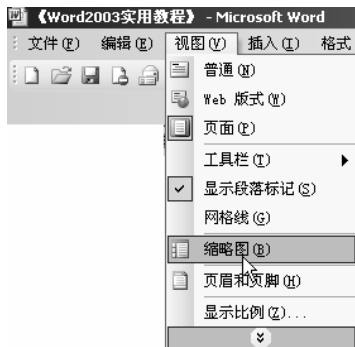 《Word2003实用教程》 - Microsoft Word
文件(F) 编辑(E) 视图(V) 插入(I) 格式
普通(N)
Web 版式(W)
页面(P)
工具栏(T)
显示段落标记(S)
网格线(G)
缩略图(B)
页眉和页脚(H)
显示比例(Z)...